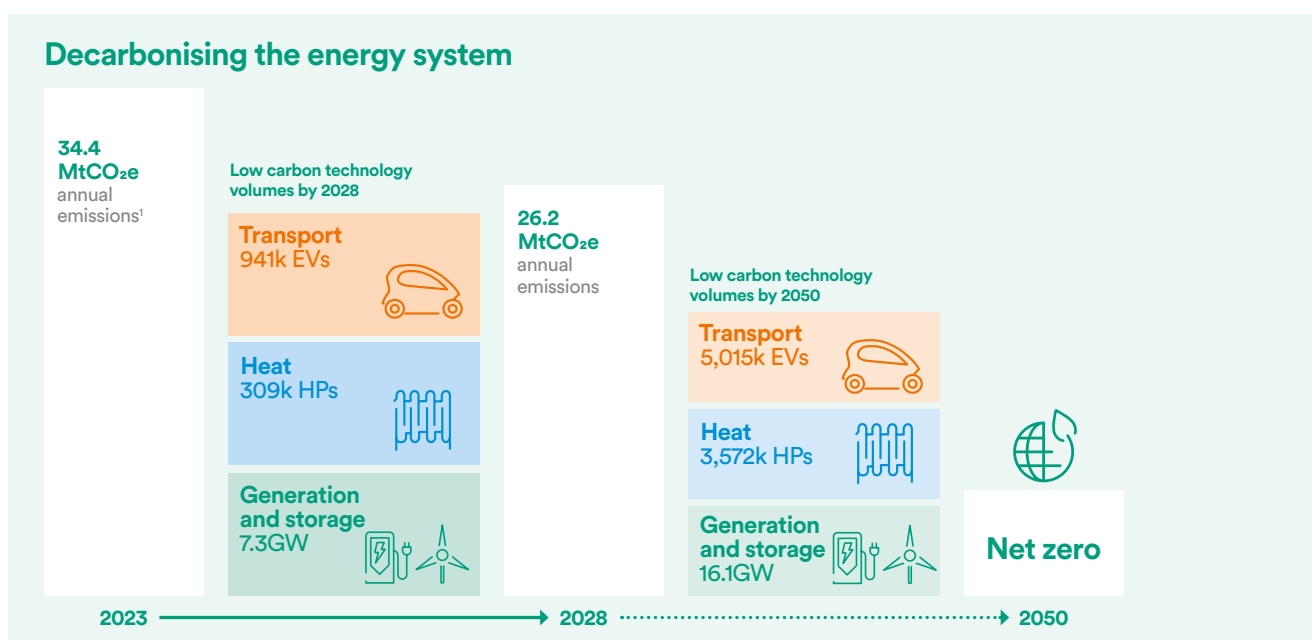 Decarbonising the energy system
34.4
MtCO₂e
annual
emissions¹
Low carbon technology
volumes by 2028
Transport
941k EVs
Heat
309k HPs
Generation
and storage
7.3GW
26.2
MtCO₂e
annual
emissions
Low carbon technology
volumes by 2050
Transport
5,015k EVs
Heat
3,572k HPs
Generation
and storage
16.1GW
Net zero
2023
2028
2050